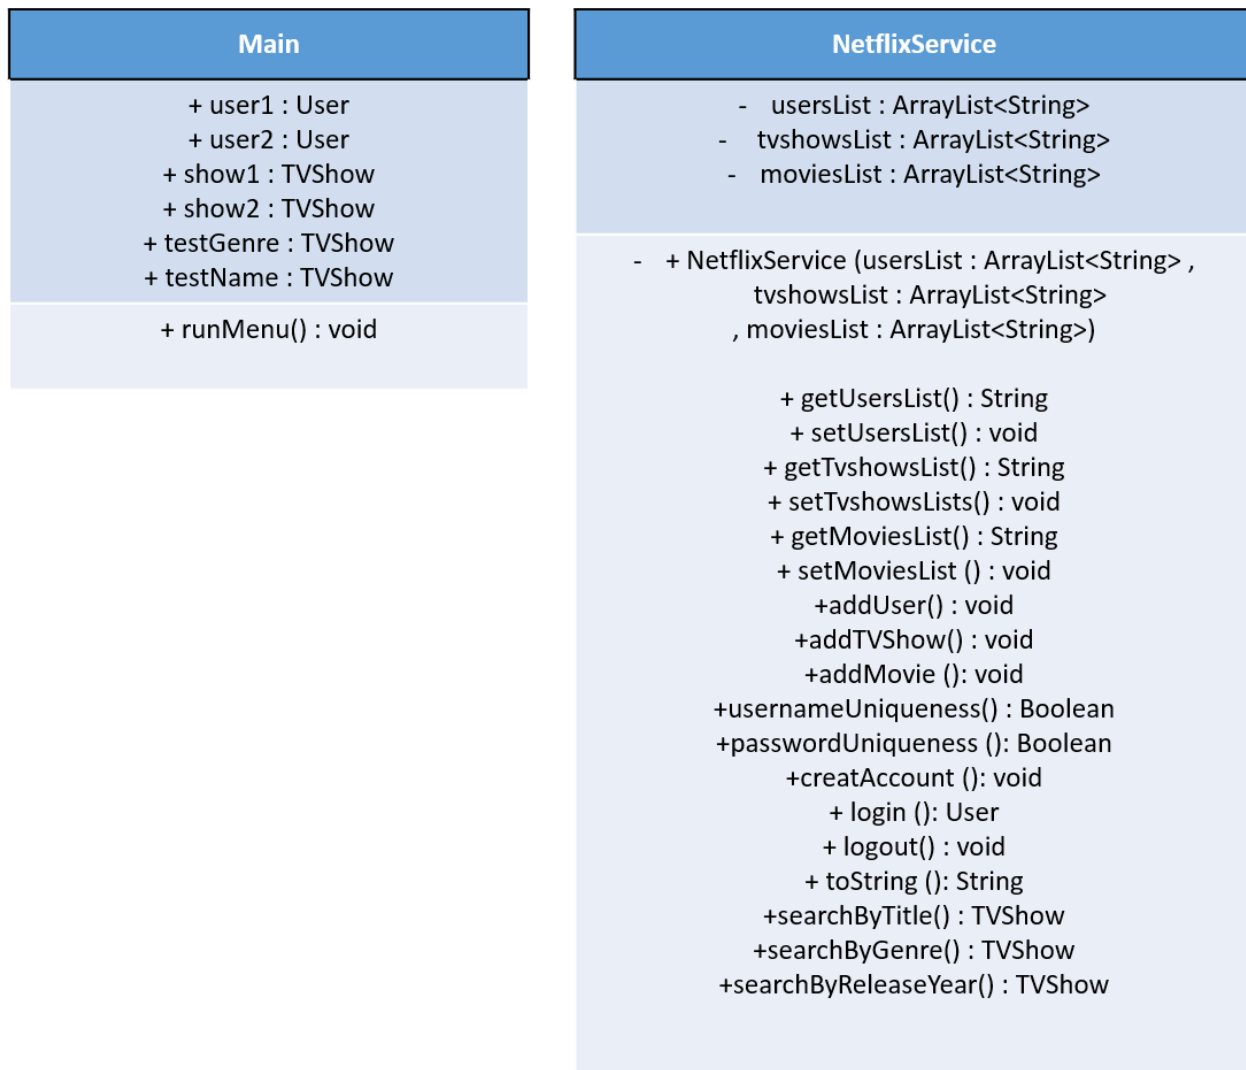 Main
+ user1 : User
+ user2 : User
+ show1 : TVShow
+ show2 : TVShow
+ testGenre : TVShow
+ testName : TVShow
+ runMenu() : void
NetflixService
- usersList : ArrayList<String>
- tvshowsList : ArrayList<String>
- moviesList : ArrayList<String>
- + NetflixService (usersList : ArrayList<String> ,
tvshowsList : ArrayList<String>
, moviesList : ArrayList<String>)
+ getUsersList() : String
+ setUsersList() : void
+ getTvshowsList() : String
+ setTvshowsLists() : void
+ getMoviesList() : String
+ setMoviesList () : void
+addUser() : void
+addTVShow() : void
+addMovie (): void
+usernameUniqueness() : Boolean
+passwordUniqueness (): Boolean
+creatAccount (): void
+ login (): User
+ logout() : void
+ toString (): String
+searchByTitle() : TVShow
+searchByGenre() : TVShow
+searchByReleaseYear() : TVShow